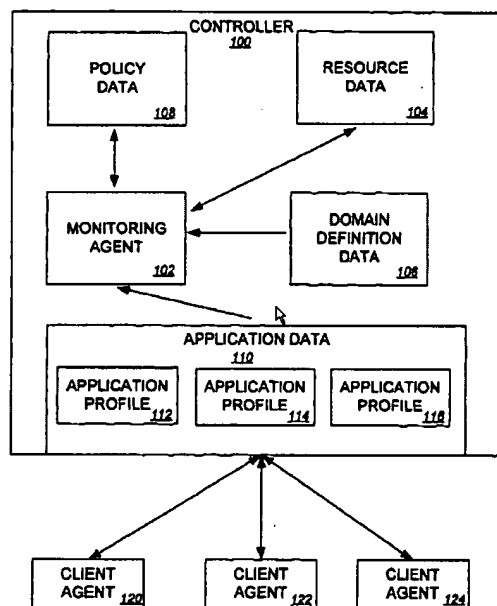 CONTROLLER
100
POLICY
DATA
108
RESOURCE
DATA
104
MONITORING
AGENT
102
DOMAIN
DEFINITION
DATA
106
APPLICATION DATA
110
APPLICATION
PROFILE
112
APPLICATION
PROFILE
114
APPLICATION
PROFILE
116
CLIENT
AGENT
120
CLIENT
AGENT
122
CLIENT
AGENT
124